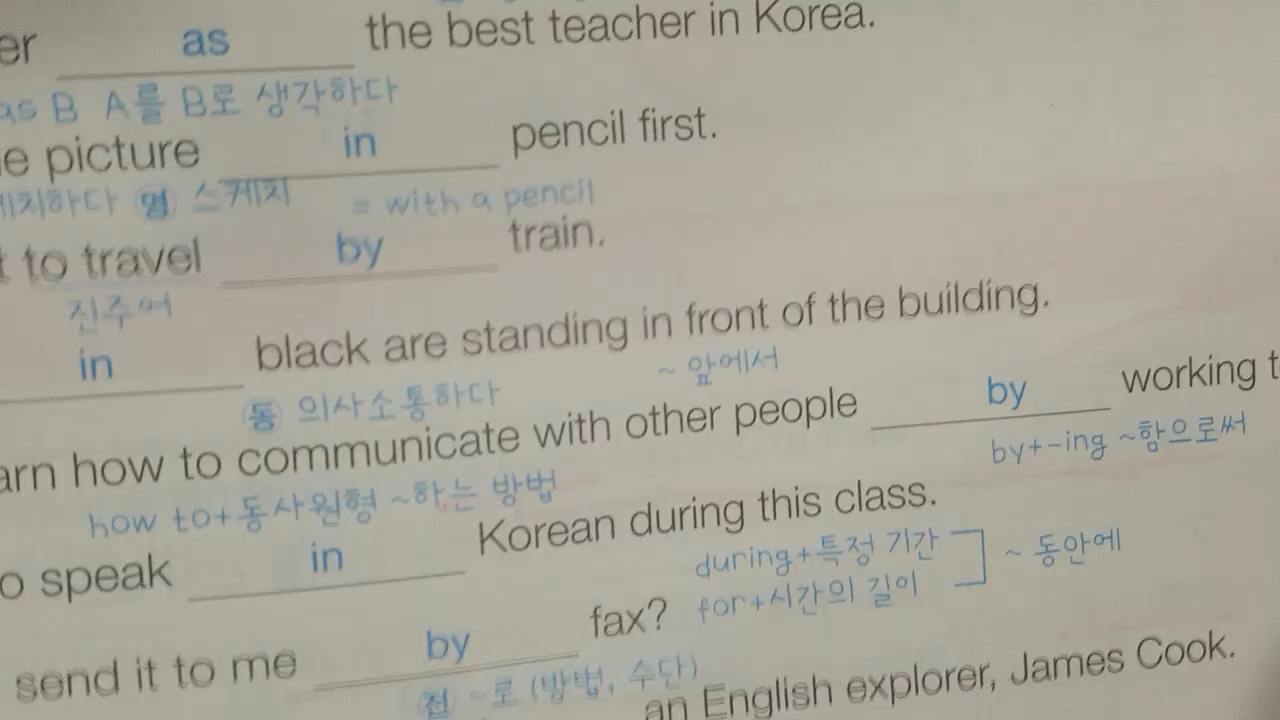 er as the best teacher in Korea.
as B A를 B로 생각하다
e picture in pencil first.
케치하다 명 스케치 = with a pencil
t to travel by train.
진주어
in black are standing in front of the building.
동 의사소통하다 ~ 앞에서
arn how to communicate with other people by working t
how to+동사원형 ~하는 방법 by+-ing ~함으로써
o speak in Korean during this class.
during+특정 기간
for+시간의 길이 ] ~ 동안에
send it to me by fax?
전 ~로 (방법, 수단)
an English explorer, James Cook.